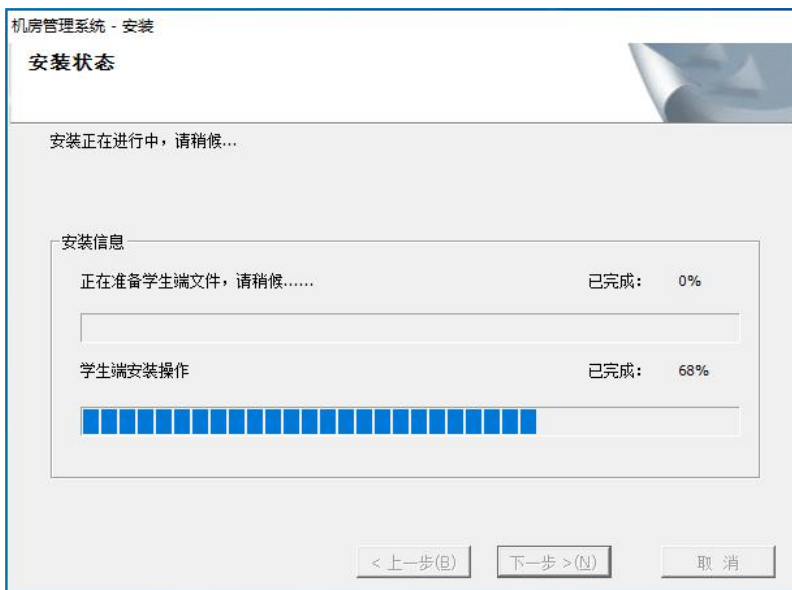 机房管理系统 - 安装
安装状态
安装正在进行中，请稍候...
安装信息
正在准备学生端文件，请稍候...... 已完成： 0%
学生端安装操作 已完成： 68%
< 上一步(B) 下一步 >(N) 取 消